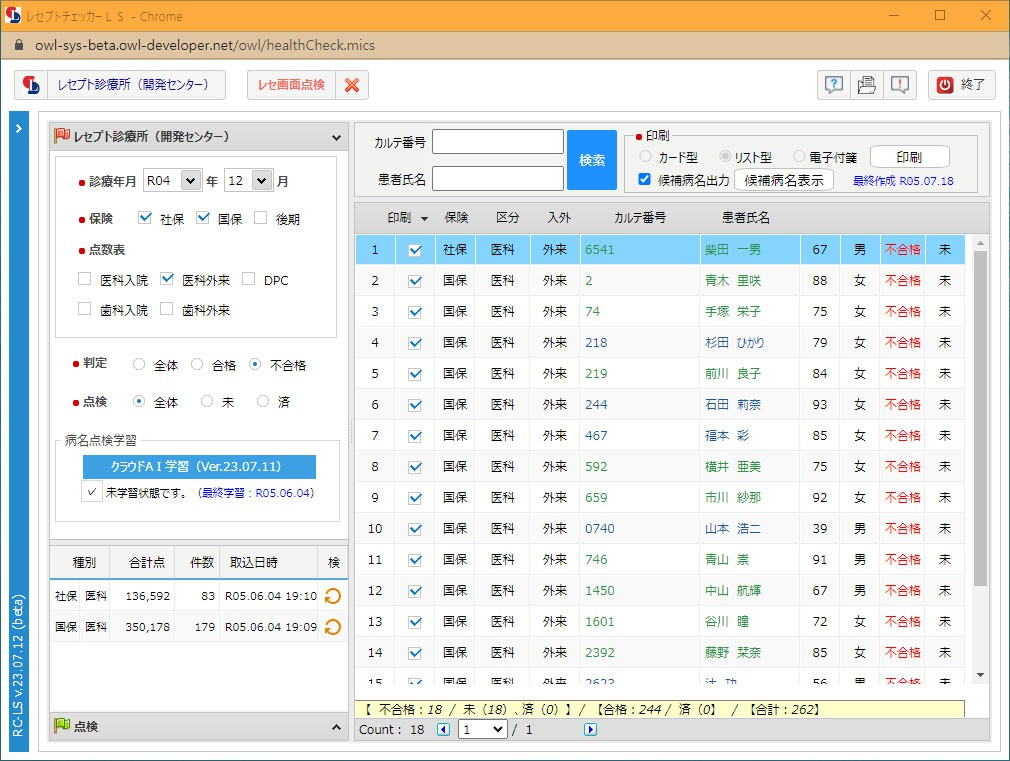 レセプトチェッカーＬＳ - Chrome
owl-sys-beta.owl-developer.net/owl/healthCheck.mics
レセプト診療所（開発センター） レセ画面点検 終了
レセプト診療所（開発センター）
診療年月 R04 年 12 月
保険 社保 国保 後期
点数表
医科入院 医科外来 DPC
歯科入院 歯科外来
判定 全体 合格 不合格
点検 全体 未 済
病名点検学習
クラウドAＩ学習（Ver.23.07.11）
未学習状態です。（最終学習：R05.06.04）
種別 合計点 件数 取込日時 検
社保 医科 136,592 83 R05.06.04 19:10
国保 医科 350,178 179 R05.06.04 19:09
点検
RC-LS v.23.07.12 (beta)
カルテ番号
患者氏名
検索
印刷
カード型 リスト型 電子付箋 印刷
候補病名出力 候補病名表示 最終作成 R05.07.18
印刷 保険 区分 入外 カルテ番号 患者氏名
1 社保 医科 外来 6541 柴田 一男 67 男 不合格 未
2 国保 医科 外来 2 青木 里咲 88 女 不合格 未
3 国保 医科 外来 74 手塚 栄子 75 女 不合格 未
4 国保 医科 外来 218 杉田 ひかり 79 女 不合格 未
5 国保 医科 外来 219 前川 良子 84 女 不合格 未
6 国保 医科 外来 244 石田 莉奈 93 女 不合格 未
7 国保 医科 外来 467 福本 彩 85 女 不合格 未
8 国保 医科 外来 592 横井 亜美 75 女 不合格 未
9 国保 医科 外来 659 市川 紗那 92 女 不合格 未
10 国保 医科 外来 0740 山本 浩二 39 男 不合格 未
11 国保 医科 外来 746 青山 崇 91 男 不合格 未
12 国保 医科 外来 1450 中山 航輝 67 男 不合格 未
13 国保 医科 外来 1601 谷川 瞳 72 女 不合格 未
14 国保 医科 外来 2392 藤野 栞奈 85 女 不合格 未
15 国保 医科 外来 2623 辻 功 56 男 不合格 未
【 不合格：18 / 未（18）、済（0）】 / 【合格：244 / 済（0】 / 【合計：262】
Count： 18 1 / 1